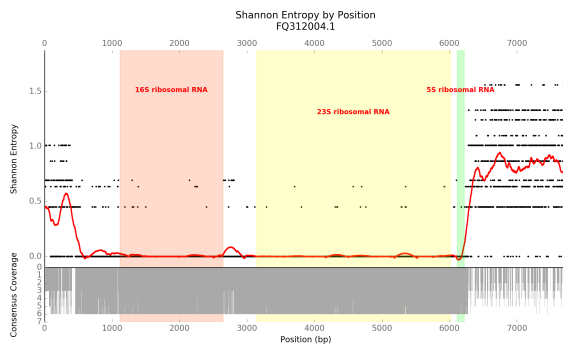 Shannon Entropy by Position
FQ312004.1
0 1000 2000 3000 4000 5000 6000 7000
16S ribosomal RNA
23S ribosomal RNA
5S ribosomal RNA
Shannon Entropy
1.5
1.0
0.5
0.0
Consensus Coverage
0
1
2
3
4
5
6
7
0 1000 2000 3000 4000 5000 6000 7000
Position (bp)